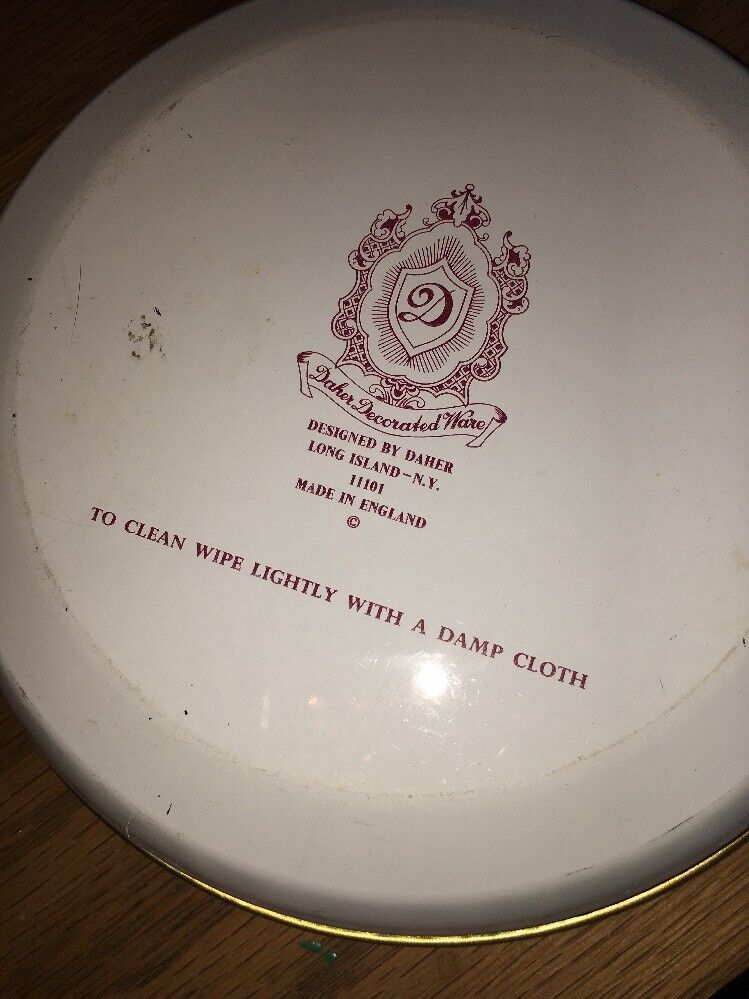 D
Daher Decorated Ware
DESIGNED BY DAHER
LONG ISLAND-N.Y.
11101
MADE IN ENGLAND
©
TO CLEAN WIPE LIGHTLY WITH A DAMP CLOTH